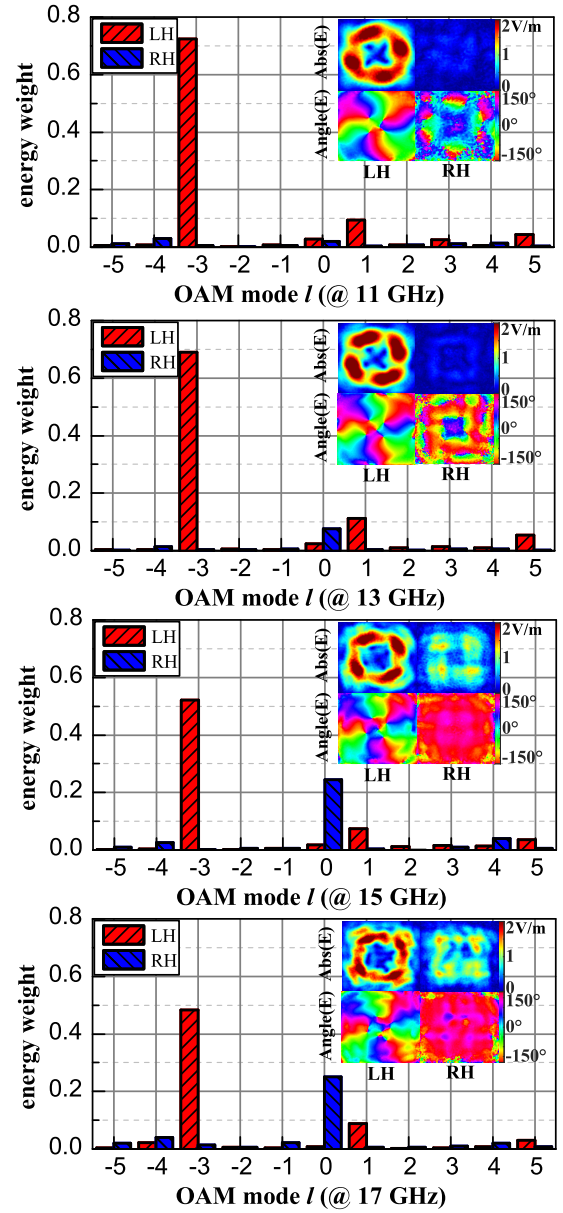 0.8
0.6
0.4
0.2
0.0
energy weight
LH
RH
Abs(E)
2V/m
1
0
Angle(E)
150°
0°
-150°
LH RH
-5 -4 -3 -2 -1 0 1 2 3 4 5
OAM mode l (@ 11 GHz)
0.8
0.6
0.4
0.2
0.0
energy weight
LH
RH
Abs(E)
2V/m
1
0
Angle(E)
150°
0°
-150°
LH RH
-5 -4 -3 -2 -1 0 1 2 3 4 5
OAM mode l (@ 13 GHz)
0.8
0.6
0.4
0.2
0.0
energy weight
LH
RH
Abs(E)
2V/m
1
0
Angle(E)
150°
0°
-150°
LH RH
-5 -4 -3 -2 -1 0 1 2 3 4 5
OAM mode l (@ 15 GHz)
0.8
0.6
0.4
0.2
0.0
energy weight
LH
RH
Abs(E)
2V/m
1
0
Angle(E)
150°
0°
-150°
LH RH
-5 -4 -3 -2 -1 0 1 2 3 4 5
OAM mode l (@ 17 GHz)